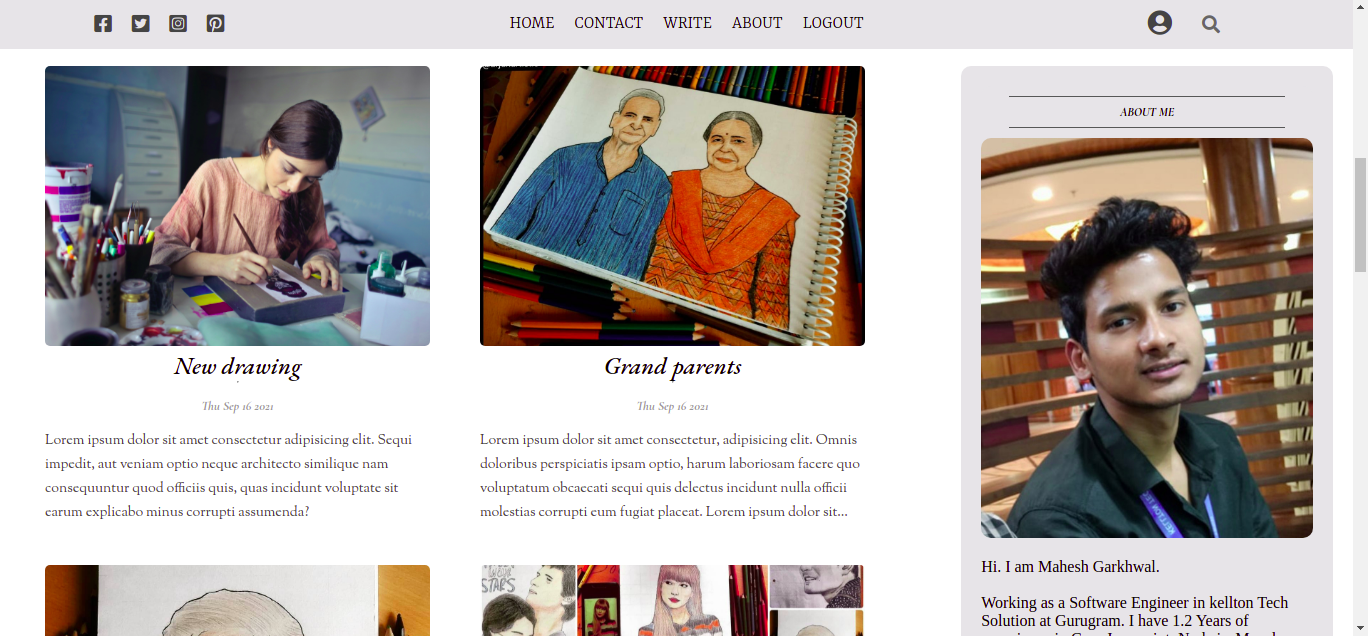 HOME CONTACT WRITE ABOUT LOGOUT
New drawing
Thu Sep 16 2021
Lorem ipsum dolor sit amet consectetur adipisicing elit. Sequi
impedit, aut veniam optio neque architecto similique nam
consequuntur quod officiis quis, quas incidunt voluptate sit
earum explicabo minus corrupti assumenda?
Grand parents
Thu Sep 16 2021
Lorem ipsum dolor sit amet consectetur, adipisicing elit. Omnis
doloribus perspiciatis ipsam optio, harum laboriosam facere quo
voluptatum obcaecati sequi quis delectus incidunt nulla officii
molestias corrupti eum fugiat placeat. Lorem ipsum dolor sit...
STARS
ABOUT ME
Hi. I am Mahesh Garkhwal.
Working as a Software Engineer in kellton Tech
Solution at Gurugram. I have 1.2 Years of